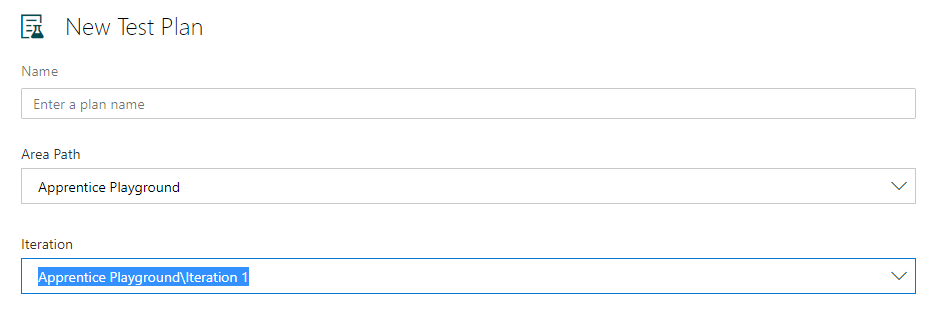 New Test Plan
Name
Enter a plan name
Area Path
Apprentice Playground
Iteration
Apprentice Playground\Iteration 1